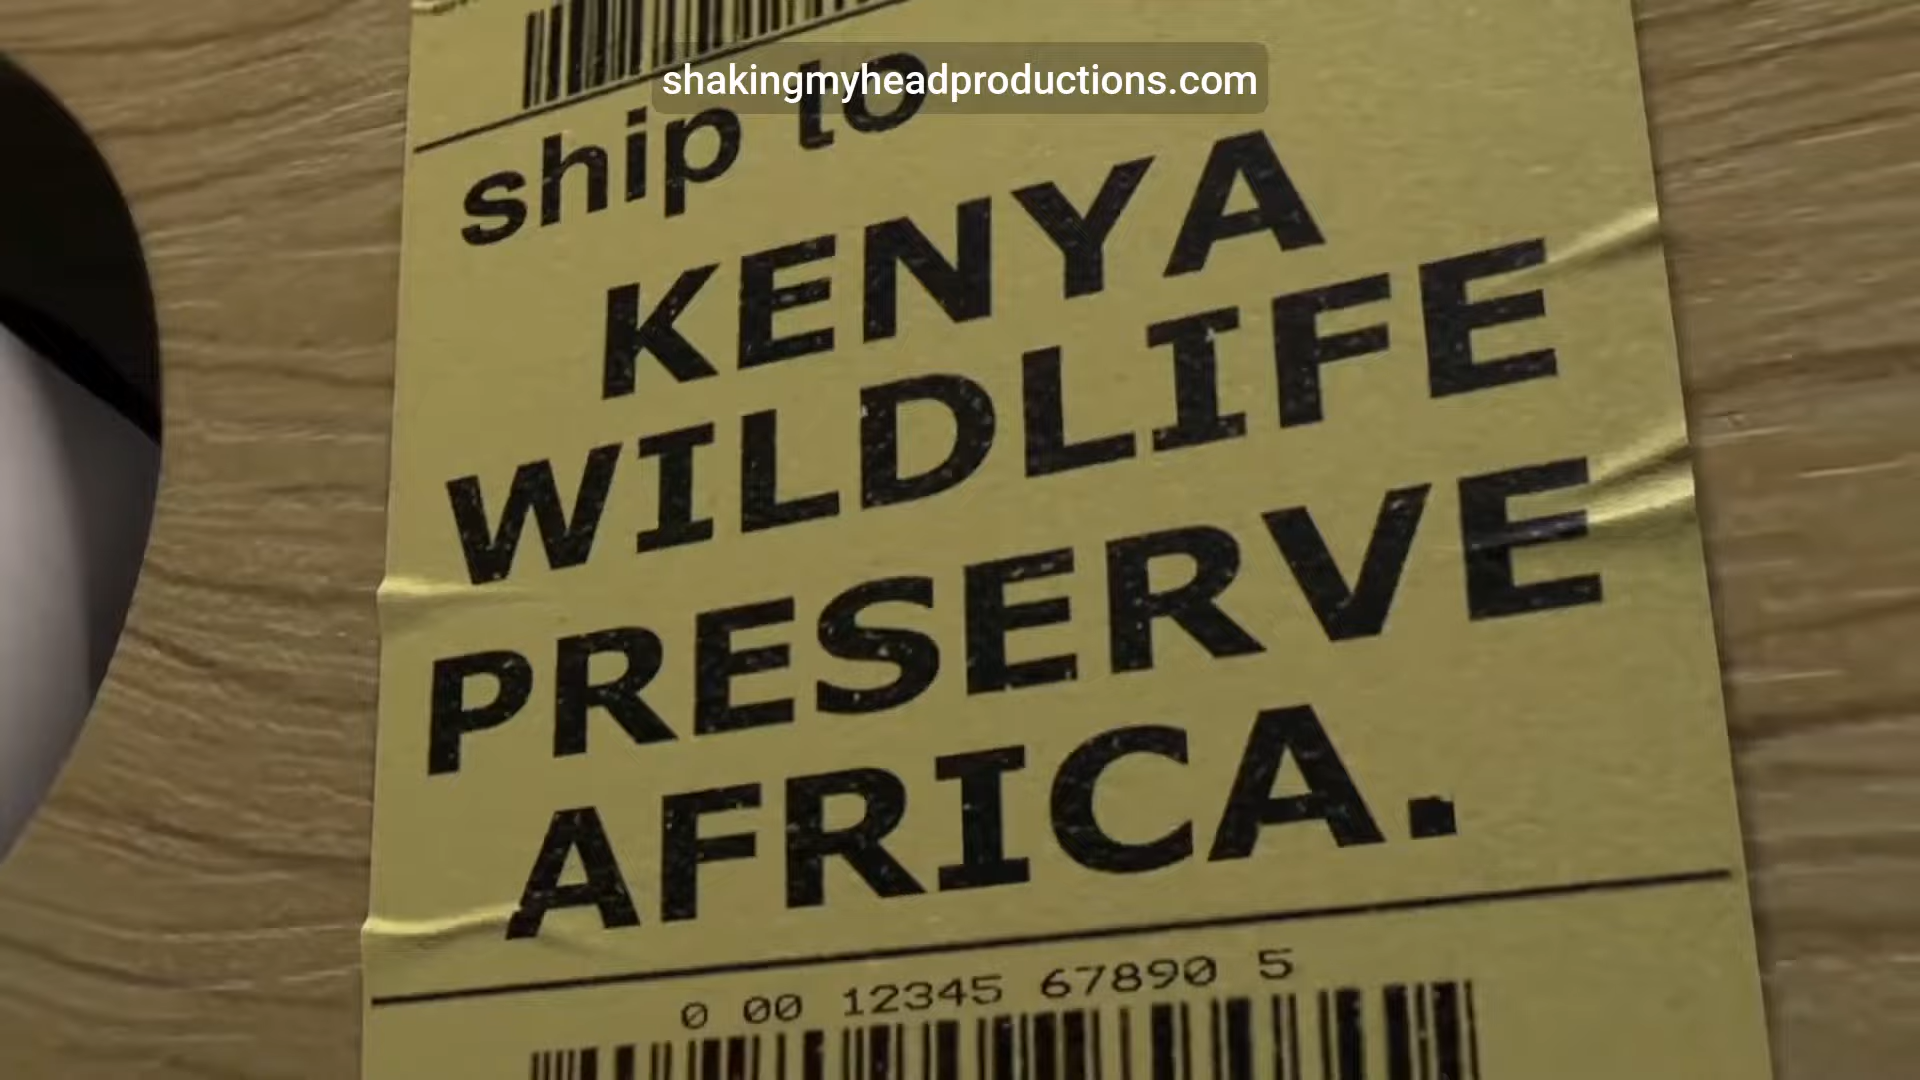 shakingmyheadproductions.com
ship to
KENYA
WILDLIFE
PRESERVE
AFRICA.
0 00 12345 67890 5